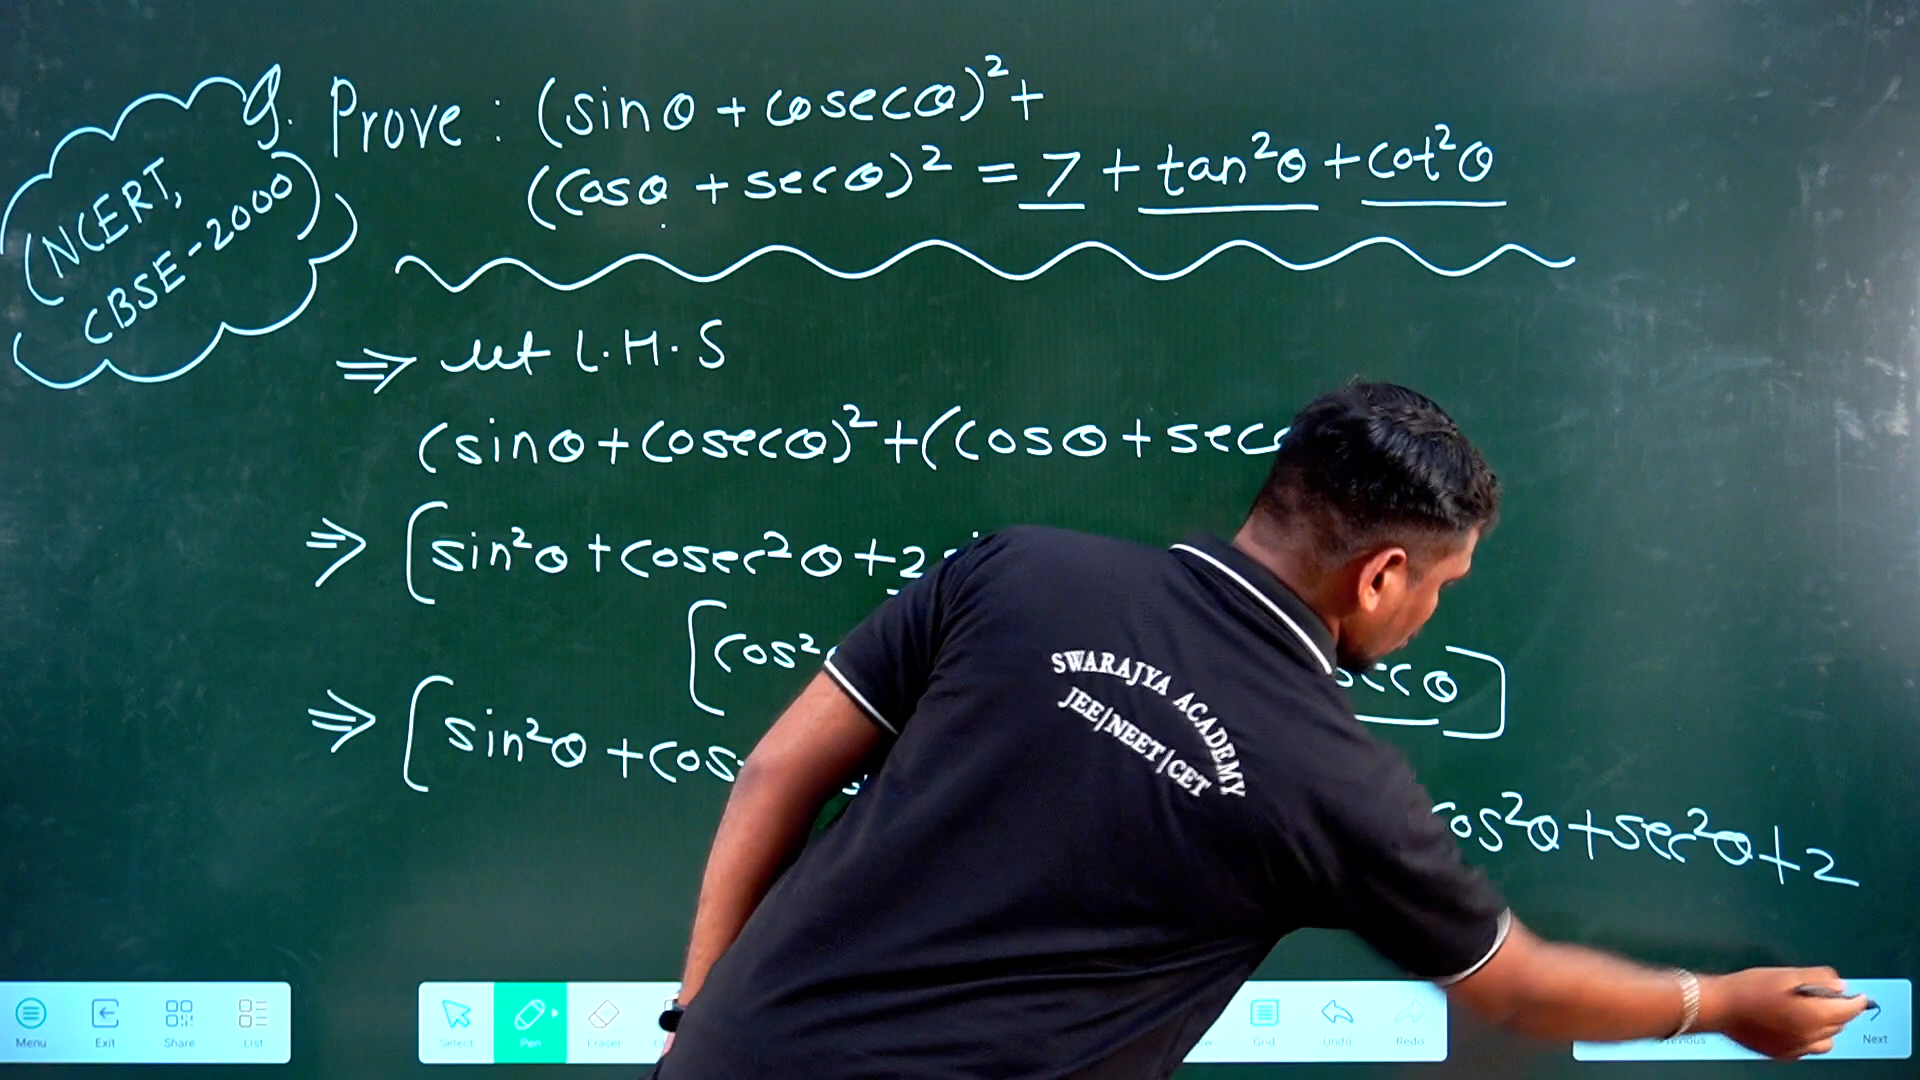 Q. Prove : (sinθ + cosecθ)² +
(cosθ + secθ)² = 7 + tan²θ + cot²θ
(NCERT,
CBSE-2000)
⇒ let L.H.S
(sinθ + cosecθ)² + (cosθ + sec
⇒ [sin²θ + cosec²θ + 2
[cos² secθ]
⇒ [sin²θ + cos
cos²θ + sec²θ + 2
SWARAJYA ACADEMY
JEE|NEET|CET
Menu Exit Share List Select Pen Eraser Grid Undo Redo Previous Next